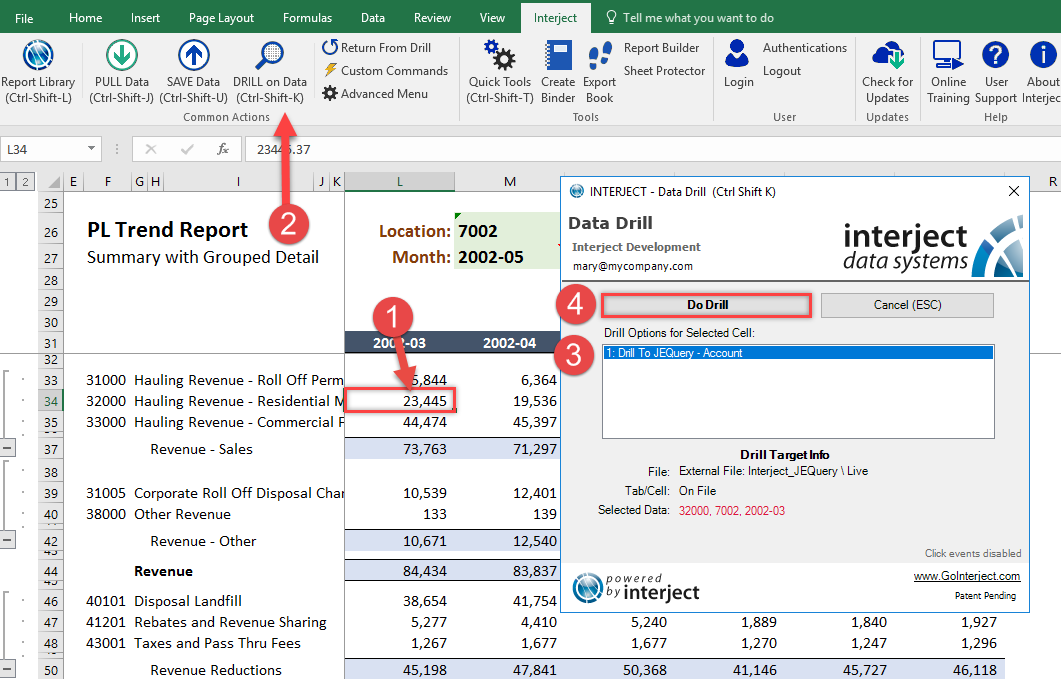 File Home Insert Page Layout Formulas Data Review View Interject Tell me what you want to do
Report Library (Ctrl-Shift-L)
PULL Data (Ctrl-Shift-J)
SAVE Data (Ctrl-Shift-U)
DRILL on Data (Ctrl-Shift-K)
Return From Drill
Custom Commands
Advanced Menu
Common Actions
Quick Tools (Ctrl-Shift-T)
Create Binder
Export Book
Report Builder
Sheet Protector
Tools
Login
Authentications
Logout
User
Check for Updates
Updates
Online Training
User Support
About Interjec
Help
L34 fx 23445.37
1 2 E F G H I J K L M R
25
26 PL Trend Report Location: 7002
27 Summary with Grouped Detail Month: 2002-05
28
29
30
31 2002-03 2002-04
32
33 31000 Hauling Revenue - Roll Off Perm 5,844 6,364
34 32000 Hauling Revenue - Residential M 23,445 19,536
35 33000 Hauling Revenue - Commercial F 44,474 45,397
37 Revenue - Sales 73,763 71,297
38
39 31005 Corporate Roll Off Disposal Char 10,539 12,401
40 38000 Other Revenue 133 139
42 Revenue - Other 10,671 12,540
43
44 Revenue 84,434 83,837
45
46 40101 Disposal Landfill 38,654 41,754
47 41201 Rebates and Revenue Sharing 5,277 4,410 5,240 1,889 1,840 1,927
48 43001 Taxes and Pass Thru Fees 1,267 1,677 1,677 1,270 1,247 1,296
50 Revenue Reductions 45,198 47,841 50,368 41,146 45,727 46,118
1
2
3
4
INTERJECT - Data Drill (Ctrl Shift K)
Data Drill
Interject Development
mary@mycompany.com
interject
data systems
Do Drill Cancel (ESC)
Drill Options for Selected Cell:
1: Drill To JEQuery - Account
Drill Target Info
File: External File: Interject_JEQuery \ Live
Tab/Cell: On File
Selected Data: 32000, 7002, 2002-03
Click events disabled
powered
by interject
www.GoInterject.com
Patent Pending